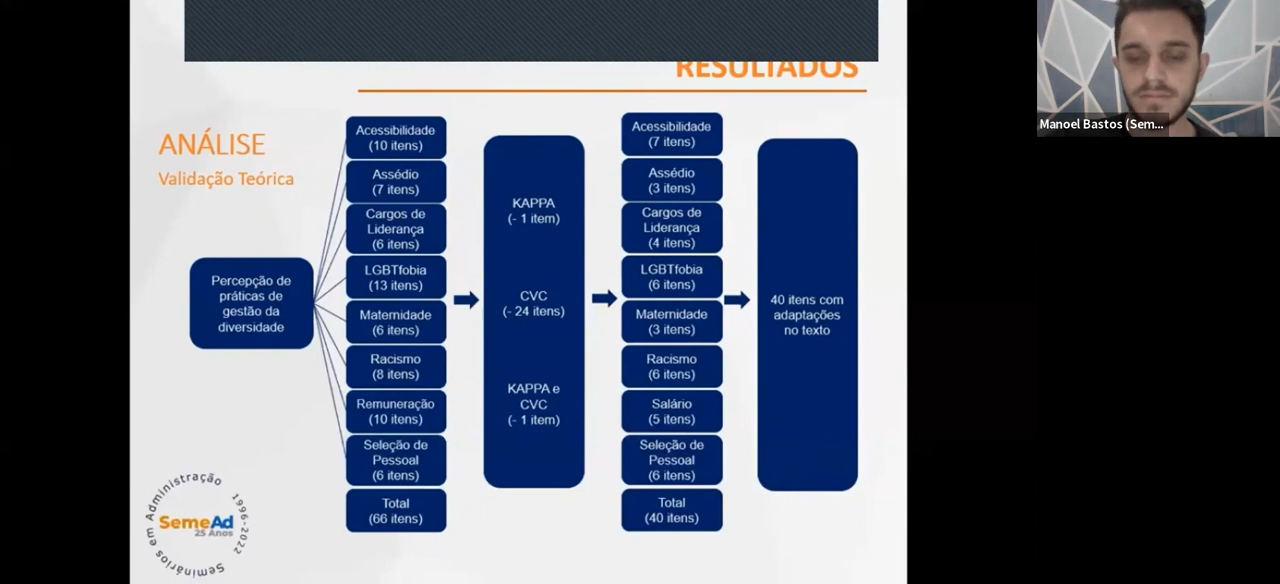 RESULTADOS
ANÁLISE
Validação Teórica
Percepção de
práticas de
gestão da
diversidade
Acessibilidade
(10 itens)
Assédio
(7 itens)
Cargos de
Liderança
(6 itens)
LGBTfobia
(13 itens)
Maternidade
(6 itens)
Racismo
(8 itens)
Remuneração
(10 itens)
Seleção de
Pessoal
(6 itens)
Total
(66 itens)
KAPPA
(- 1 item)
CVC
(- 24 itens)
KAPPA e
CVC
(- 1 item)
Acessibilidade
(7 itens)
Assédio
(3 itens)
Cargos de
Liderança
(4 itens)
LGBTfobia
(6 itens)
Maternidade
(3 itens)
Racismo
(6 itens)
Salário
(5 itens)
Seleção de
Pessoal
(6 itens)
Total
(40 itens)
40 itens com
adaptações
no texto
Seminários em Administração
1996-2022
SemeAd
25 Anos
Manoel Bastos (Sem...